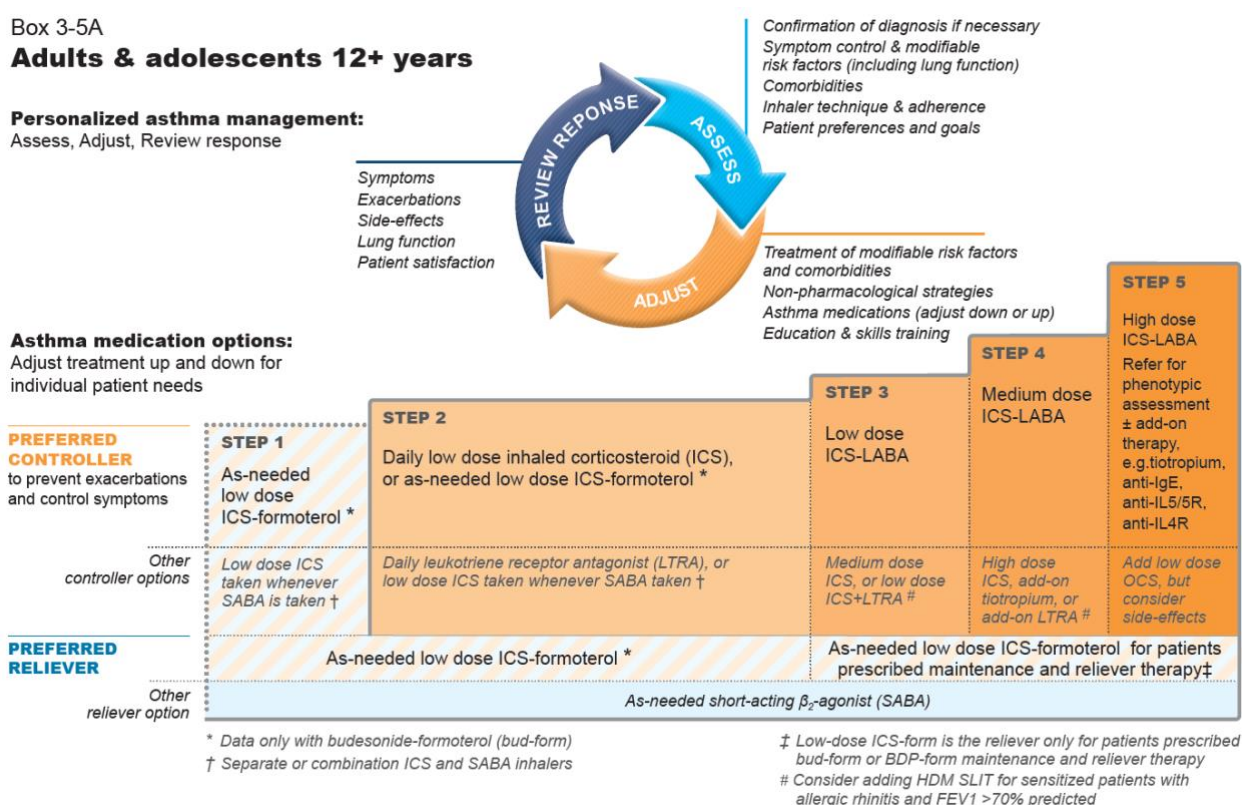 Box 3-5A
Adults & adolescents 12+ years
Personalized asthma management:
Assess, Adjust, Review response
Symptoms
Exacerbations
Side-effects
Lung function
Patient satisfaction
REVIEW REPONSE
ASSESS
ADJUST
Confirmation of diagnosis if necessary
Symptom control & modifiable
risk factors (including lung function)
Comorbidities
Inhaler technique & adherence
Patient preferences and goals
Treatment of modifiable risk factors
and comorbidities
Non-pharmacological strategies
Asthma medications (adjust down or up)
Education & skills training
Asthma medication options:
Adjust treatment up and down for
individual patient needs
PREFERRED
CONTROLLER
to prevent exacerbations
and control symptoms
STEP 1
As-needed
low dose
ICS-formoterol *
STEP 2
Daily low dose inhaled corticosteroid (ICS),
or as-needed low dose ICS-formoterol *
STEP 3
Low dose
ICS-LABA
STEP 4
Medium dose
ICS-LABA
STEP 5
High dose
ICS-LABA
Refer for
phenotypic
assessment
± add-on
therapy,
e.g.tiotropium,
anti-IgE,
anti-IL5/5R,
anti-IL4R
Other
controller options
Low dose ICS
taken whenever
SABA is taken †
Daily leukotriene receptor antagonist (LTRA), or
low dose ICS taken whenever SABA taken †
Medium dose
ICS, or low dose
ICS+LTRA #
High dose
ICS, add-on
tiotropium, or
add-on LTRA #
Add low dose
OCS, but
consider
side-effects
PREFERRED
RELIEVER
As-needed low dose ICS-formoterol *
As-needed low dose ICS-formoterol for patients
prescribed maintenance and reliever therapy‡
Other
reliever option
As-needed short-acting β₂-agonist (SABA)
* Data only with budesonide-formoterol (bud-form)
† Separate or combination ICS and SABA inhalers
‡ Low-dose ICS-form is the reliever only for patients prescribed
bud-form or BDP-form maintenance and reliever therapy
# Consider adding HDM SLIT for sensitized patients with
allergic rhinitis and FEV1 >70% predicted